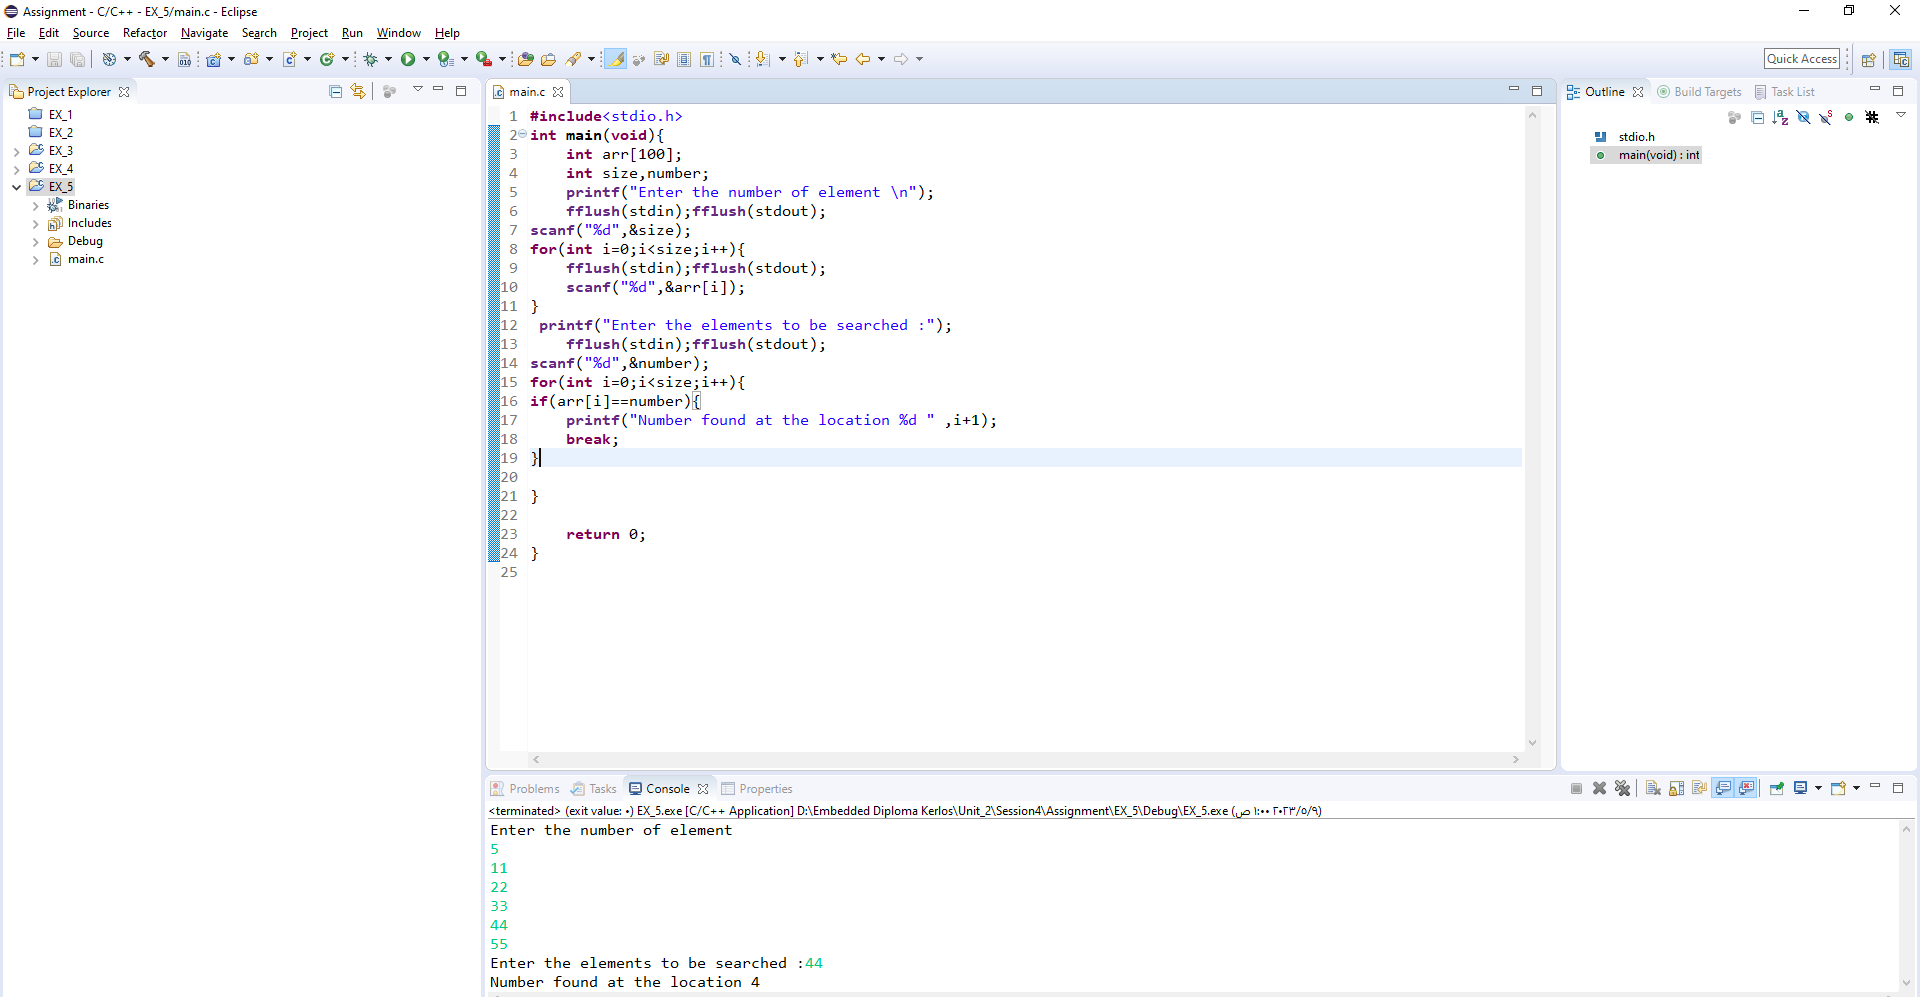 Assignment - C/C++ - EX_5/main.c - Eclipse
File Edit Source Refactor Navigate Search Project Run Window Help
Quick Access
Project Explorer
EX_1
EX_2
EX_3
EX_4
EX_5
Binaries
Includes
Debug
main.c
main.c
1 #include<stdio.h>
2 int main(void){
3     int arr[100];
4     int size,number;
5     printf("Enter the number of element \n");
6     fflush(stdin);fflush(stdout);
7 scanf("%d",&size);
8 for(int i=0;i<size;i++){
9     fflush(stdin);fflush(stdout);
10     scanf("%d",&arr[i]);
11 }
12  printf("Enter the elements to be searched :");
13     fflush(stdin);fflush(stdout);
14 scanf("%d",&number);
15 for(int i=0;i<size;i++){
16 if(arr[i]==number){
17     printf("Number found at the location %d " ,i+1);
18     break;
19 }
20
21 }
22
23     return 0;
24 }
25
Outline Build Targets Task List
stdio.h
main(void) : int
Problems Tasks Console Properties
<terminated> (exit value: ٠) EX_5.exe [C/C++ Application] D:\Embedded Diploma Kerlos\Unit_2\Session4\Assignment\EX_5\Debug\EX_5.exe (٢٠٢٣/٥/٩ ١:٠٠ ص)
Enter the number of element
5
11
22
33
44
55
Enter the elements to be searched :44
Number found at the location 4